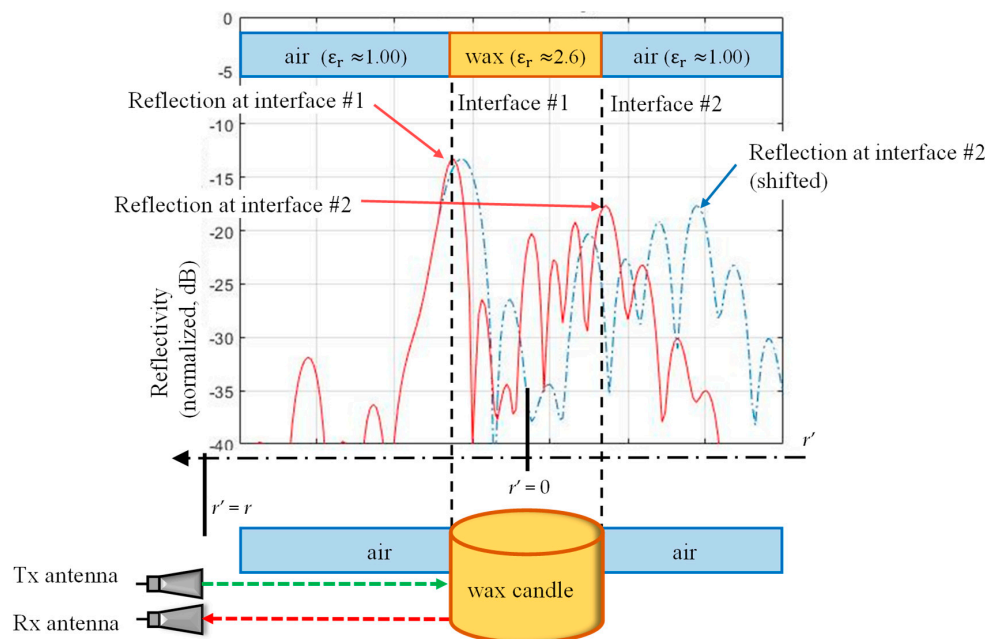 0
air (εr ≈1.00)
wax (εr ≈2.6)
air (εr ≈1.00)
-5
Reflection at interface #1
Interface #1
Interface #2
-10
-15
Reflection at interface #2
(shifted)
Reflection at interface #2
-20
-25
-30
-35
-40
Reflectivity
(normalized, dB)
r'
r' = 0
r' = r
air
air
Tx antenna
wax candle
Rx antenna